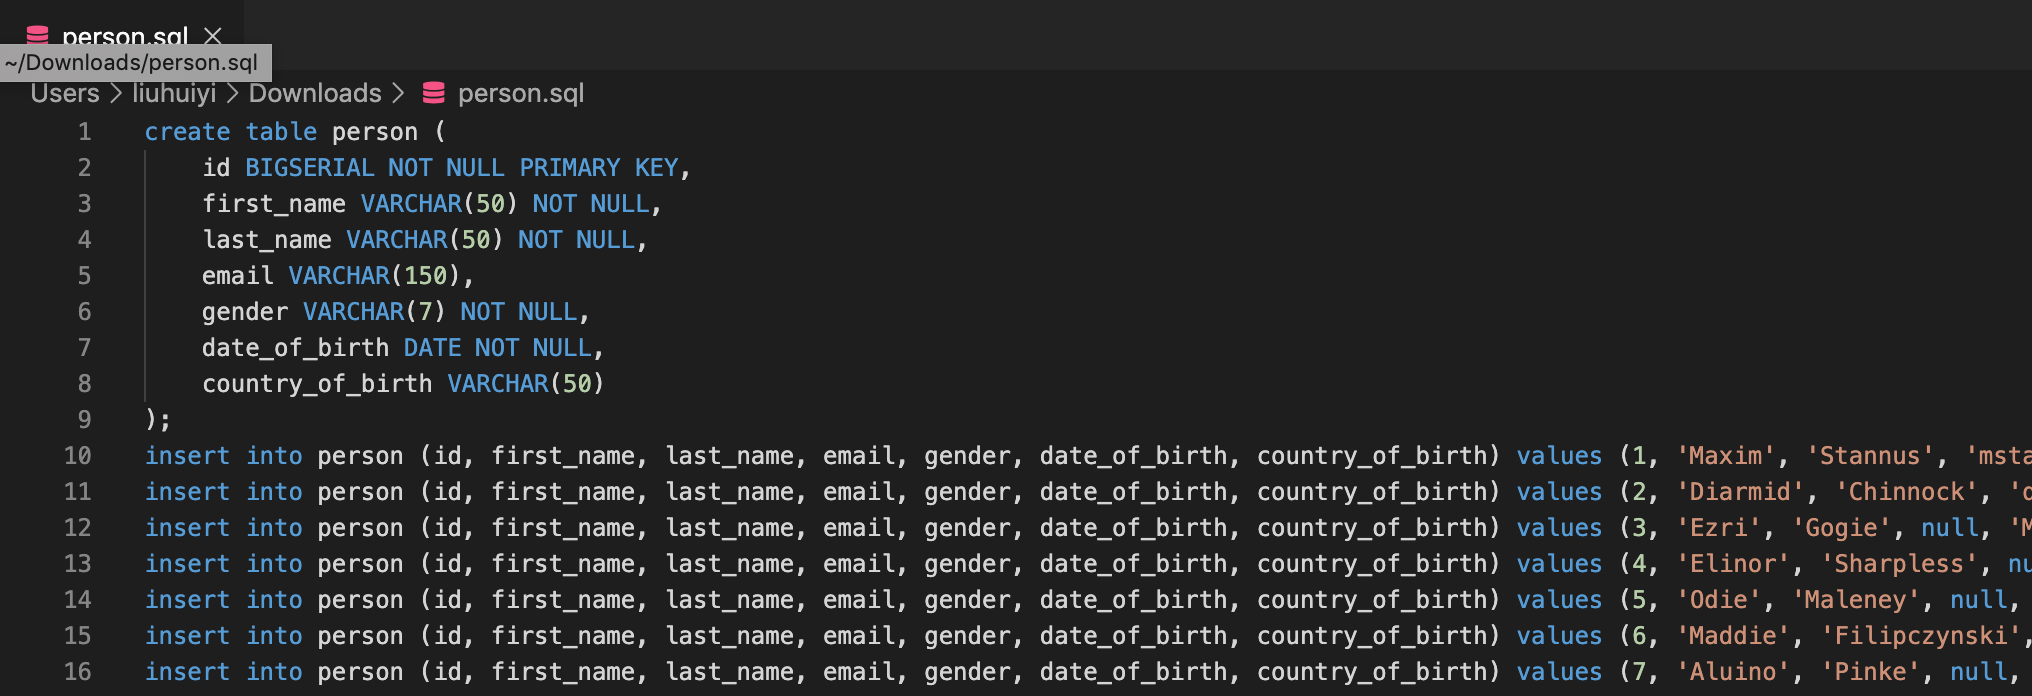 person.sql
~/Downloads/person.sql
Users > liuhuiyi > Downloads > person.sql
1 create table person (
2 id BIGSERIAL NOT NULL PRIMARY KEY,
3 first_name VARCHAR(50) NOT NULL,
4 last_name VARCHAR(50) NOT NULL,
5 email VARCHAR(150),
6 gender VARCHAR(7) NOT NULL,
7 date_of_birth DATE NOT NULL,
8 country_of_birth VARCHAR(50)
9 );
10 insert into person (id, first_name, last_name, email, gender, date_of_birth, country_of_birth) values (1, 'Maxim', 'Stannus', 'msta
11 insert into person (id, first_name, last_name, email, gender, date_of_birth, country_of_birth) values (2, 'Diarmid', 'Chinnock', '
12 insert into person (id, first_name, last_name, email, gender, date_of_birth, country_of_birth) values (3, 'Ezri', 'Gogie', null, 'M
13 insert into person (id, first_name, last_name, email, gender, date_of_birth, country_of_birth) values (4, 'Elinor', 'Sharpless', nu
14 insert into person (id, first_name, last_name, email, gender, date_of_birth, country_of_birth) values (5, 'Odie', 'Maleney', null,
15 insert into person (id, first_name, last_name, email, gender, date_of_birth, country_of_birth) values (6, 'Maddie', 'Filipczynski',
16 insert into person (id, first_name, last_name, email, gender, date_of_birth, country_of_birth) values (7, 'Aluino', 'Pinke', null,